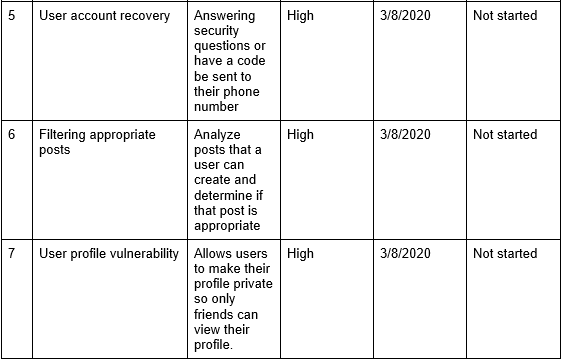 5 User account recovery Answering High 3/8/2020 Not started
security
questions or
have a code
be sent to
their phone
number
6 Filtering appropriate Analyze High 3/8/2020 Not started
posts posts that a
user can
create and
determine if
that post is
appropriate
7 User profile vulnerability Allows users High 3/8/2020 Not started
to make their
profile private
so only
friends can
view their
profile.